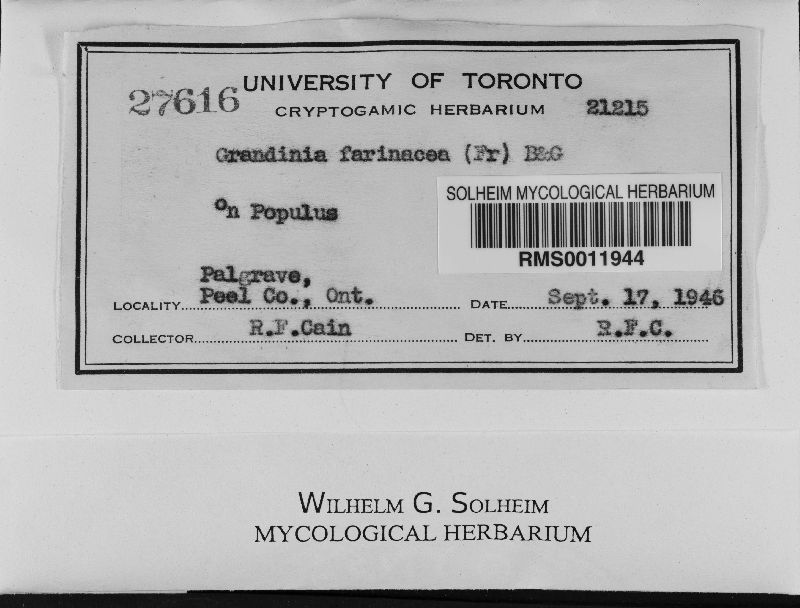 27616 UNIVERSITY OF TORONTO
CRYPTOGAMIC HERBARIUM 21215
Grandinia farinacea (Fr) B&G
On Populus
SOLHEIM MYCOLOGICAL HERBARIUM
RMS0011944
Palgrave,
LOCALITY Peel Co., Ont. DATE Sept. 17, 1946
COLLECTOR R.F.Cain DET. BY R.F.C.
WILHELM G. SOLHEIM
MYCOLOGICAL HERBARIUM